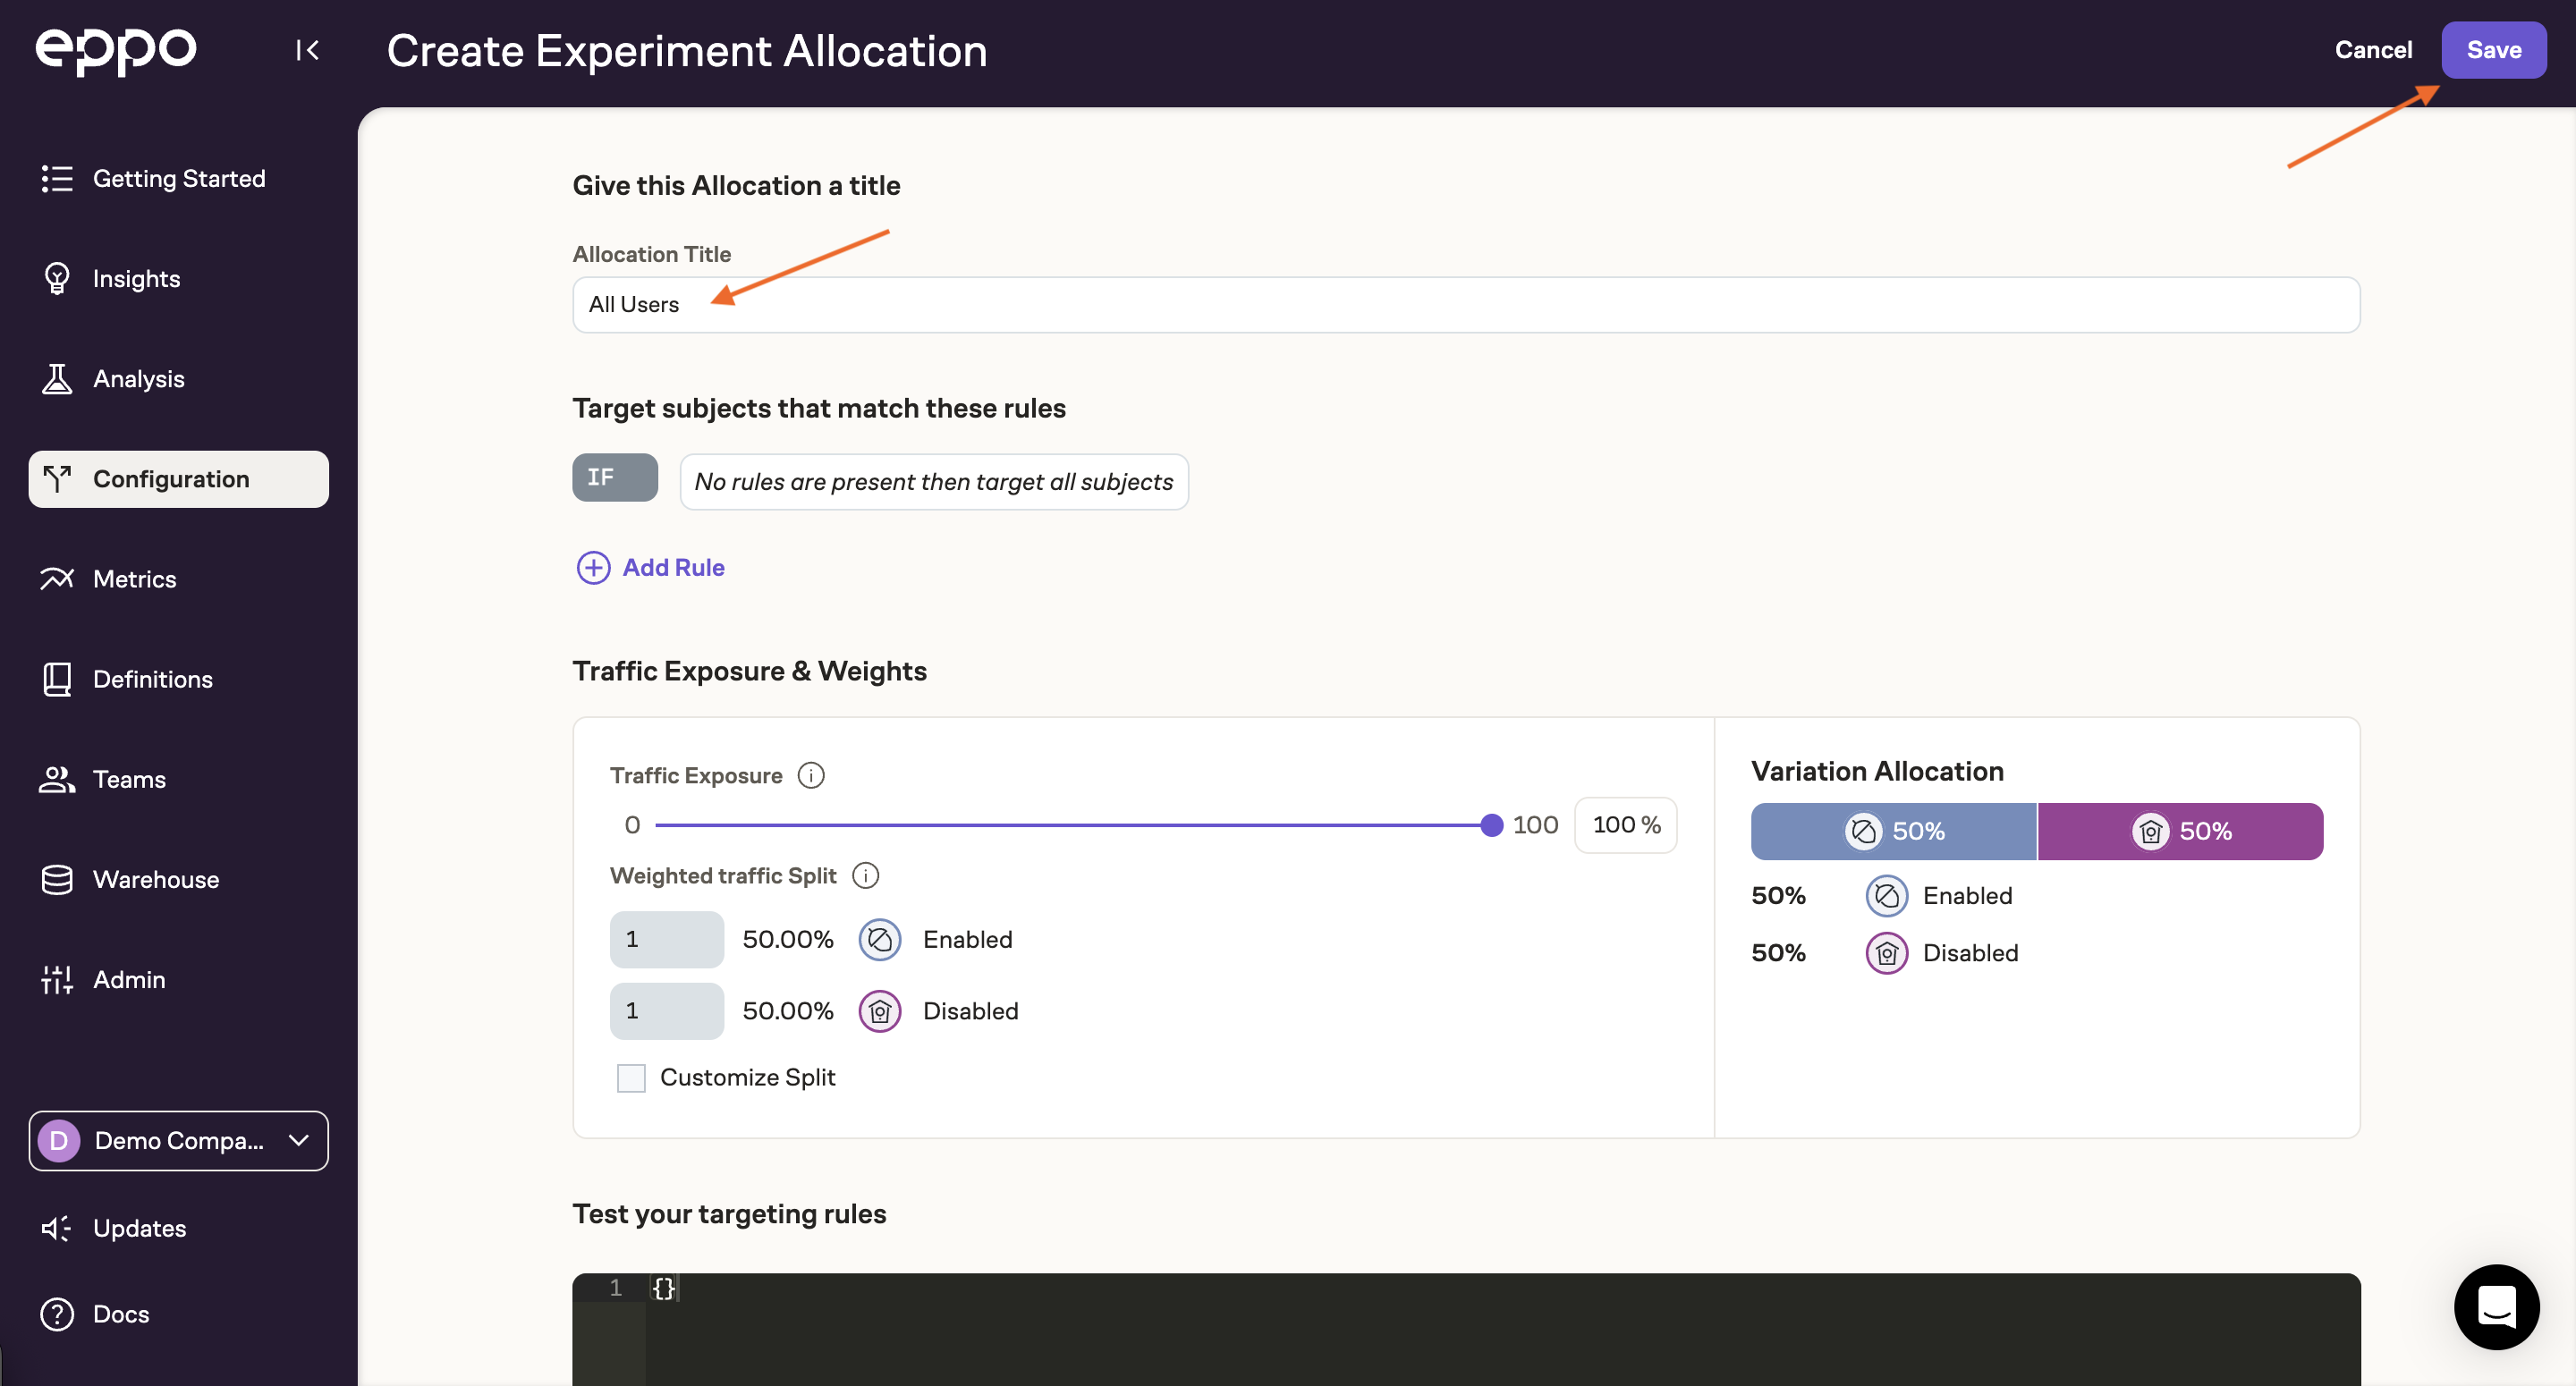 eppo
Create Experiment Allocation
Cancel
Save
Getting Started
Insights
Analysis
Configuration
Metrics
Definitions
Teams
Warehouse
Admin
D Demo Compa...
Updates
Docs
Give this Allocation a title
Allocation Title
All Users
Target subjects that match these rules
IF No rules are present then target all subjects
Add Rule
Traffic Exposure & Weights
Traffic Exposure
0 100 100 %
Weighted traffic Split
1 50.00% Enabled
1 50.00% Disabled
Customize Split
Variation Allocation
50% 50%
50% Enabled
50% Disabled
Test your targeting rules
1 {}